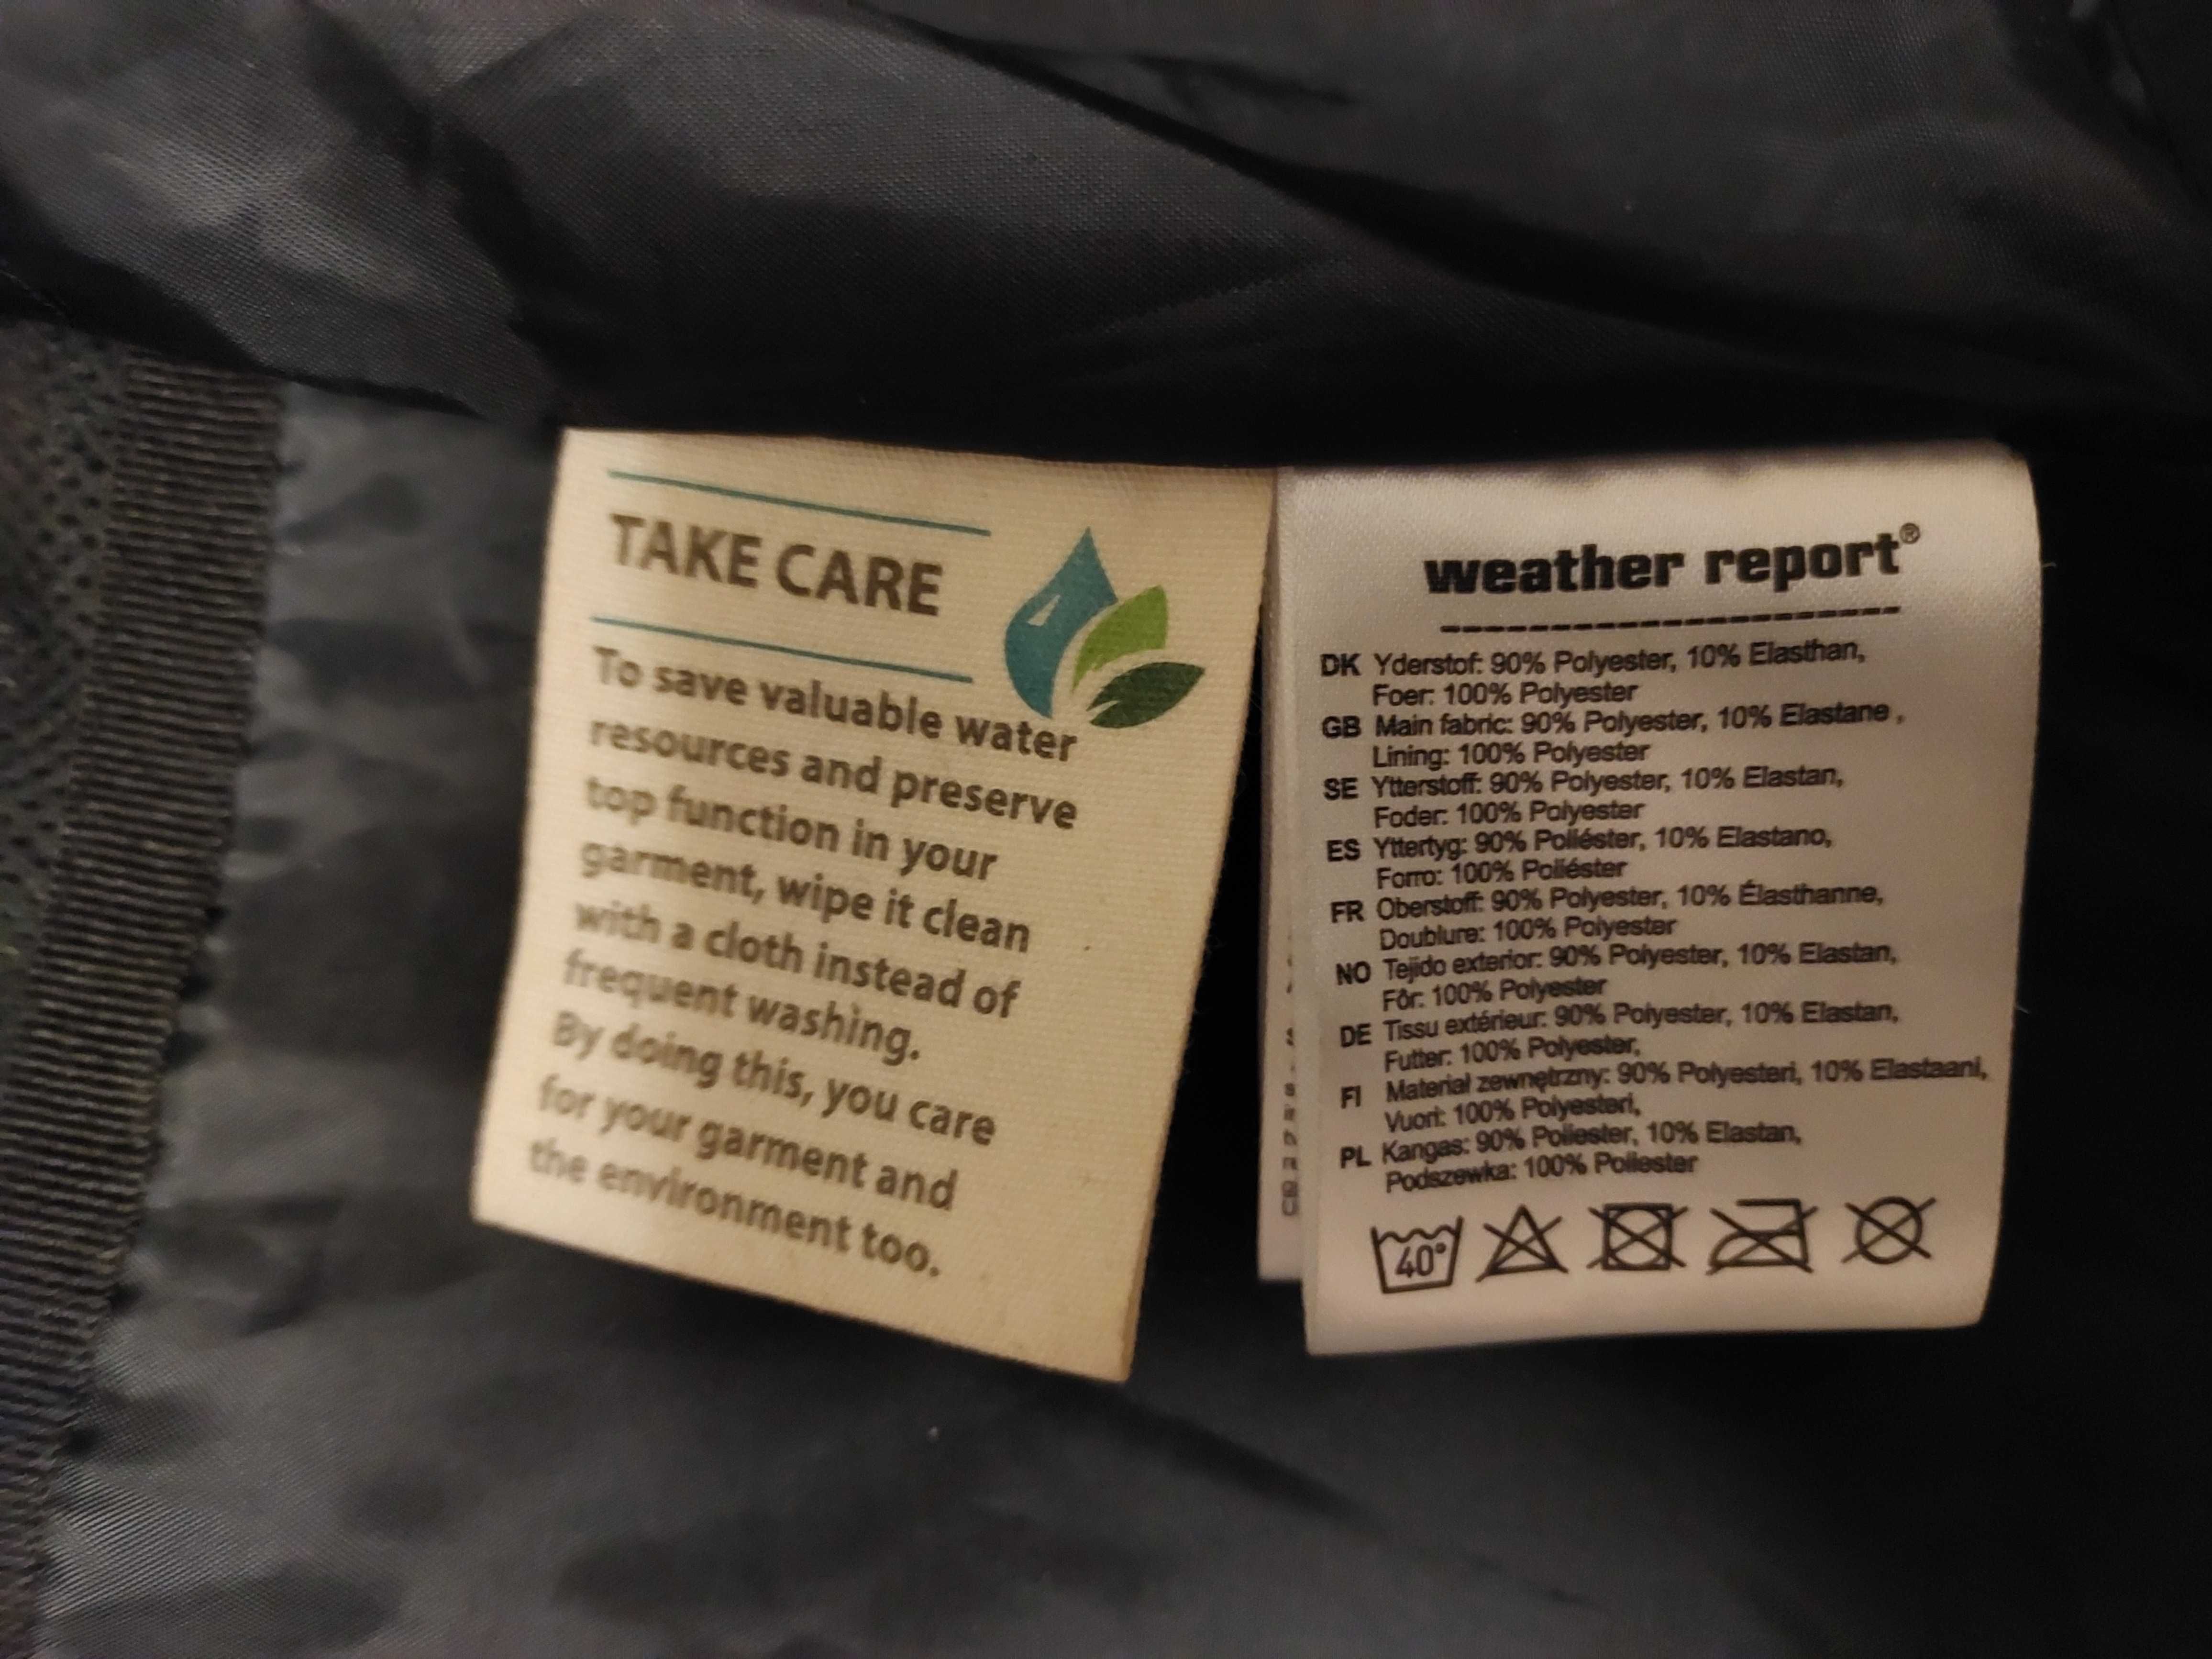 TAKE CARE
To save valuable water
resources and preserve
top function in your
garment, wipe it clean
with a cloth instead of
frequent washing.
By doing this, you care
for your garment and
the environment too.
weather report®
DK Yderstof: 90% Polyester, 10% Elasthan,
Foer: 100% Polyester
GB Main fabric: 90% Polyester, 10% Elastane ,
Lining: 100% Polyester
SE Ytterstoff: 90% Polyester, 10% Elastan,
Foder: 100% Polyester
ES Yttertyg: 90% Poliéster, 10% Elastano,
Forro: 100% Poliéster
FR Oberstoff: 90% Polyester, 10% Élasthanne,
Doublure: 100% Polyester
NO Tejido exterior: 90% Polyester, 10% Elastan,
Fôr: 100% Polyester
DE Tissu extérieur: 90% Polyester, 10% Elastan,
Futter: 100% Polyester,
FI Materiał zewnętrzny: 90% Polyesteri, 10% Elastaani,
Vuori: 100% Polyesteri,
PL Kangas: 90% Poliester, 10% Elastan,
Podszewka: 100% Poliester
40°